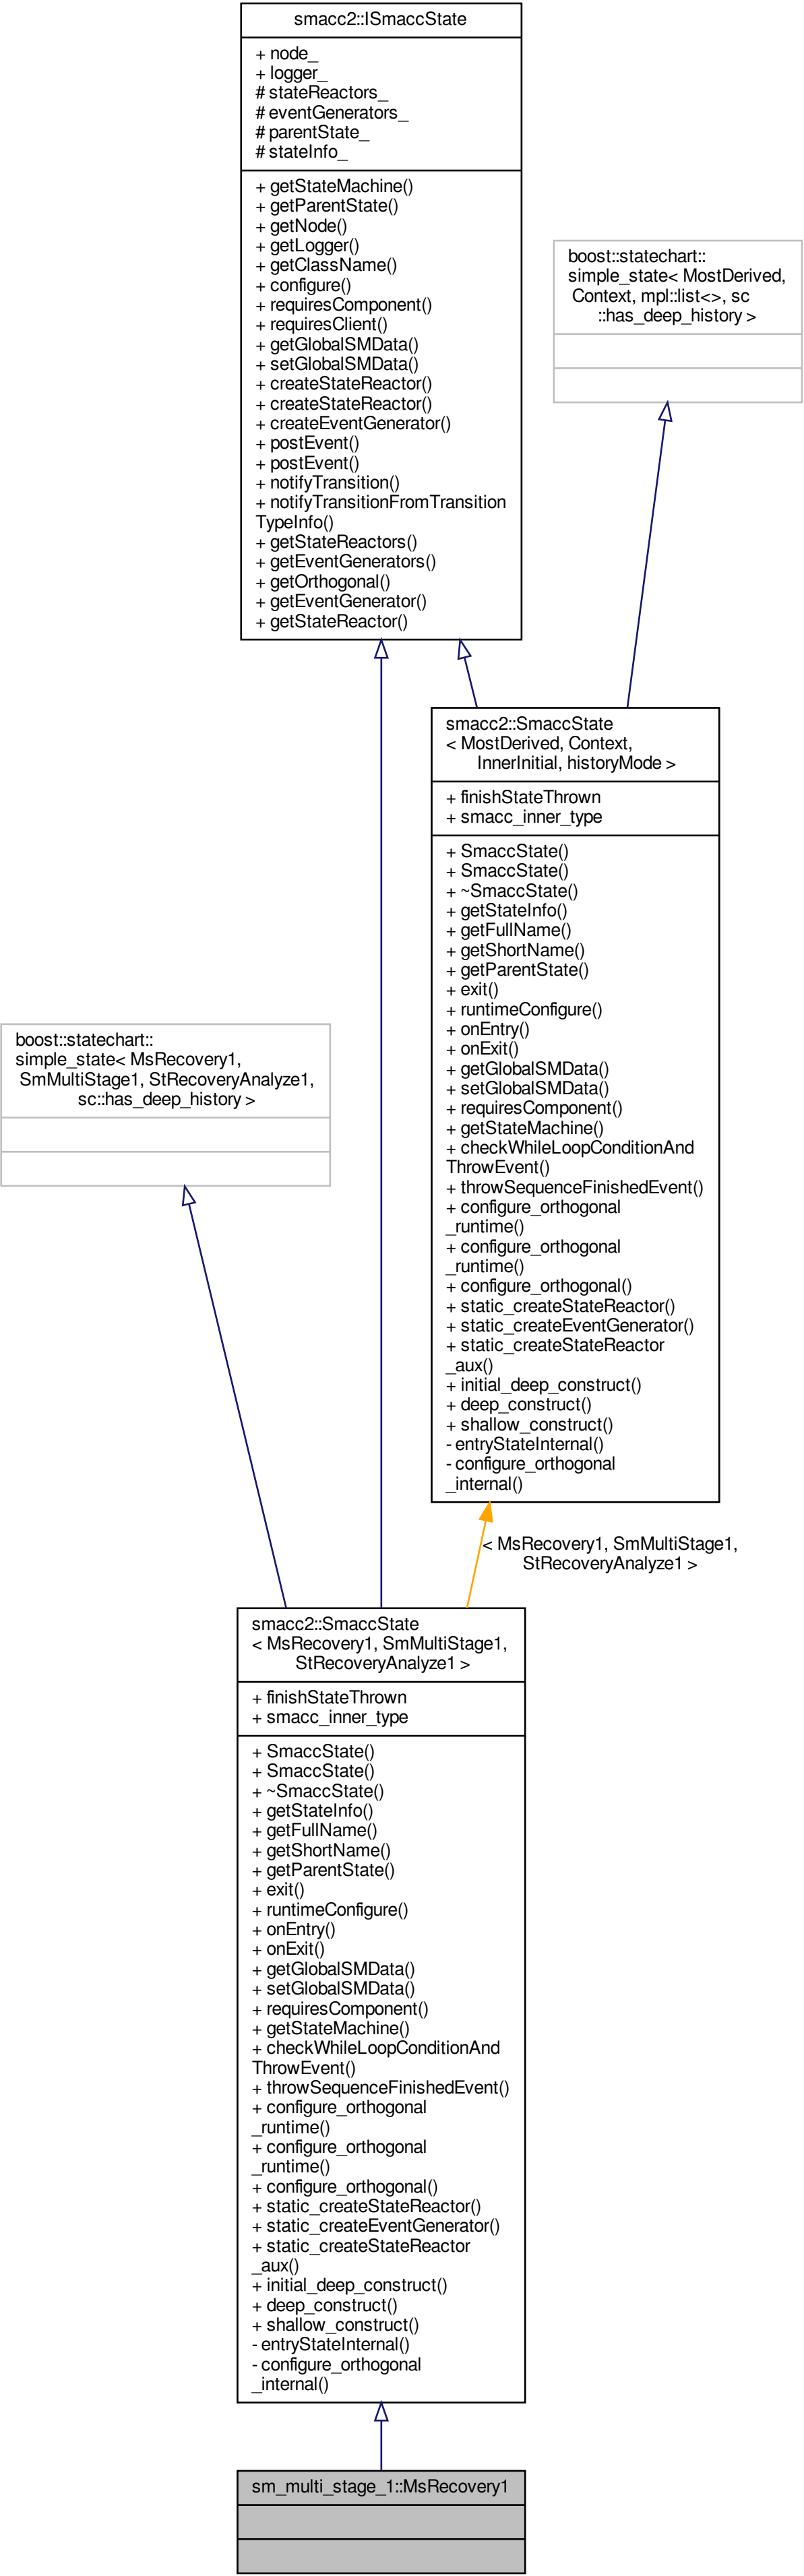 smacc2::ISmaccState
+ node_
+ logger_
# stateReactors_
# eventGenerators_
# parentState_
# stateInfo_
+ getStateMachine()
+ getParentState()
+ getNode()
+ getLogger()
+ getClassName()
+ configure()
+ requiresComponent()
+ requiresClient()
+ getGlobalSMData()
+ setGlobalSMData()
+ createStateReactor()
+ createStateReactor()
+ createEventGenerator()
+ postEvent()
+ postEvent()
+ notifyTransition()
+ notifyTransitionFromTransition
TypeInfo()
+ getStateReactors()
+ getEventGenerators()
+ getOrthogonal()
+ getEventGenerator()
+ getStateReactor()
boost::statechart::
simple_state< MostDerived,
Context, mpl::list<>, sc
::has_deep_history >
smacc2::SmaccState
< MostDerived, Context,
InnerInitial, historyMode >
+ finishStateThrown
+ smacc_inner_type
+ SmaccState()
+ SmaccState()
+ ~SmaccState()
+ getStateInfo()
+ getFullName()
+ getShortName()
+ getParentState()
+ exit()
+ runtimeConfigure()
+ onEntry()
+ onExit()
+ getGlobalSMData()
+ setGlobalSMData()
+ requiresComponent()
+ getStateMachine()
+ checkWhileLoopConditionAnd
ThrowEvent()
+ throwSequenceFinishedEvent()
+ configure_orthogonal
_runtime()
+ configure_orthogonal
_runtime()
+ configure_orthogonal()
+ static_createStateReactor()
+ static_createEventGenerator()
+ static_createStateReactor
_aux()
+ initial_deep_construct()
+ deep_construct()
+ shallow_construct()
- entryStateInternal()
- configure_orthogonal
_internal()
boost::statechart::
simple_state< MsRecovery1,
SmMultiStage1, StRecoveryAnalyze1,
sc::has_deep_history >
< MsRecovery1, SmMultiStage1,
StRecoveryAnalyze1 >
smacc2::SmaccState
< MsRecovery1, SmMultiStage1,
StRecoveryAnalyze1 >
+ finishStateThrown
+ smacc_inner_type
+ SmaccState()
+ SmaccState()
+ ~SmaccState()
+ getStateInfo()
+ getFullName()
+ getShortName()
+ getParentState()
+ exit()
+ runtimeConfigure()
+ onEntry()
+ onExit()
+ getGlobalSMData()
+ setGlobalSMData()
+ requiresComponent()
+ getStateMachine()
+ checkWhileLoopConditionAnd
ThrowEvent()
+ throwSequenceFinishedEvent()
+ configure_orthogonal
_runtime()
+ configure_orthogonal
_runtime()
+ configure_orthogonal()
+ static_createStateReactor()
+ static_createEventGenerator()
+ static_createStateReactor
_aux()
+ initial_deep_construct()
+ deep_construct()
+ shallow_construct()
- entryStateInternal()
- configure_orthogonal
_internal()
sm_multi_stage_1::MsRecovery1